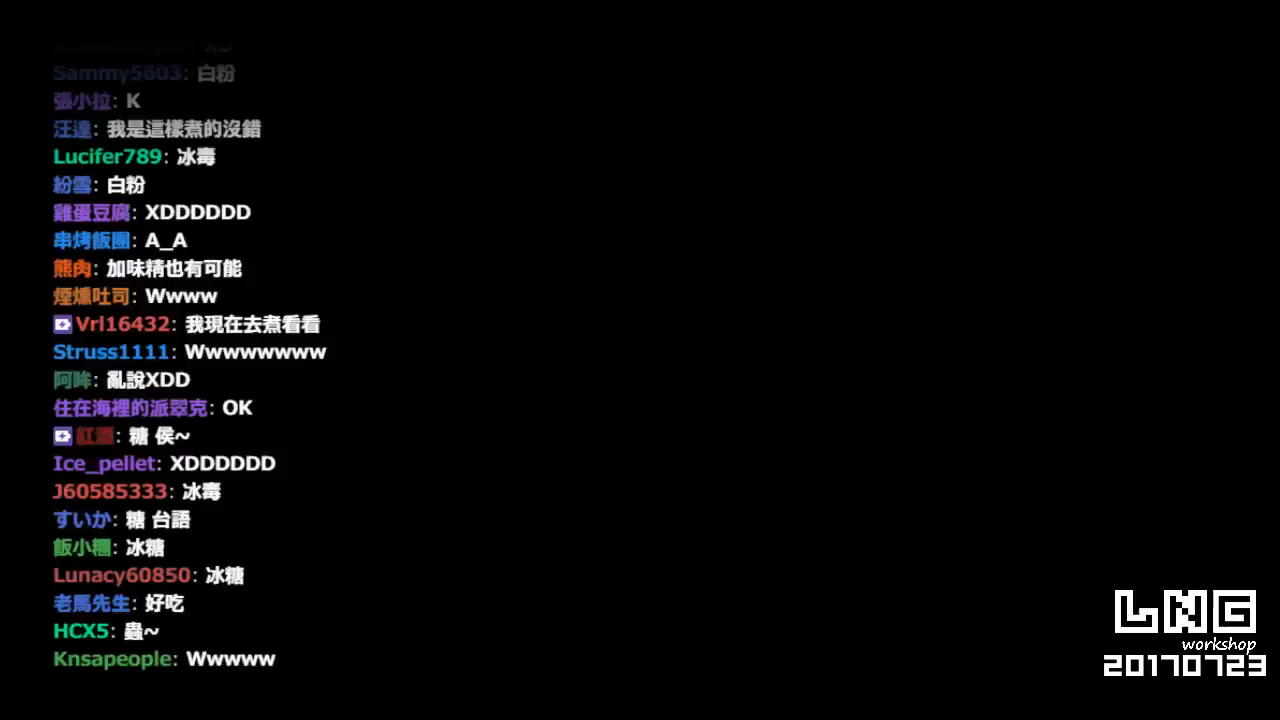 XD
Sammy5603: 白粉
張小拉: K
汪達: 我是這樣煮的沒錯
Lucifer789: 冰毒
紛雪: 白粉
雞蛋豆腐: XDDDDDD
串烤飯團: A_A
熊肉: 加味精也有可能
煙燻吐司: Wwww
Vrl16432: 我現在去煮看看
Struss1111: Wwwwwwww
阿哞: 亂說XDD
住在海裡的派翠克: OK
紅酒: 糖 侯~
Ice_pellet: XDDDDDD
J60585333: 冰毒
すいか: 糖 台語
飯小糰: 冰糖
Lunacy60850: 冰糖
老馬先生: 好吃
HCX5: 蟲~
Knsapeople: Wwwww
LNG
workshop
20170723